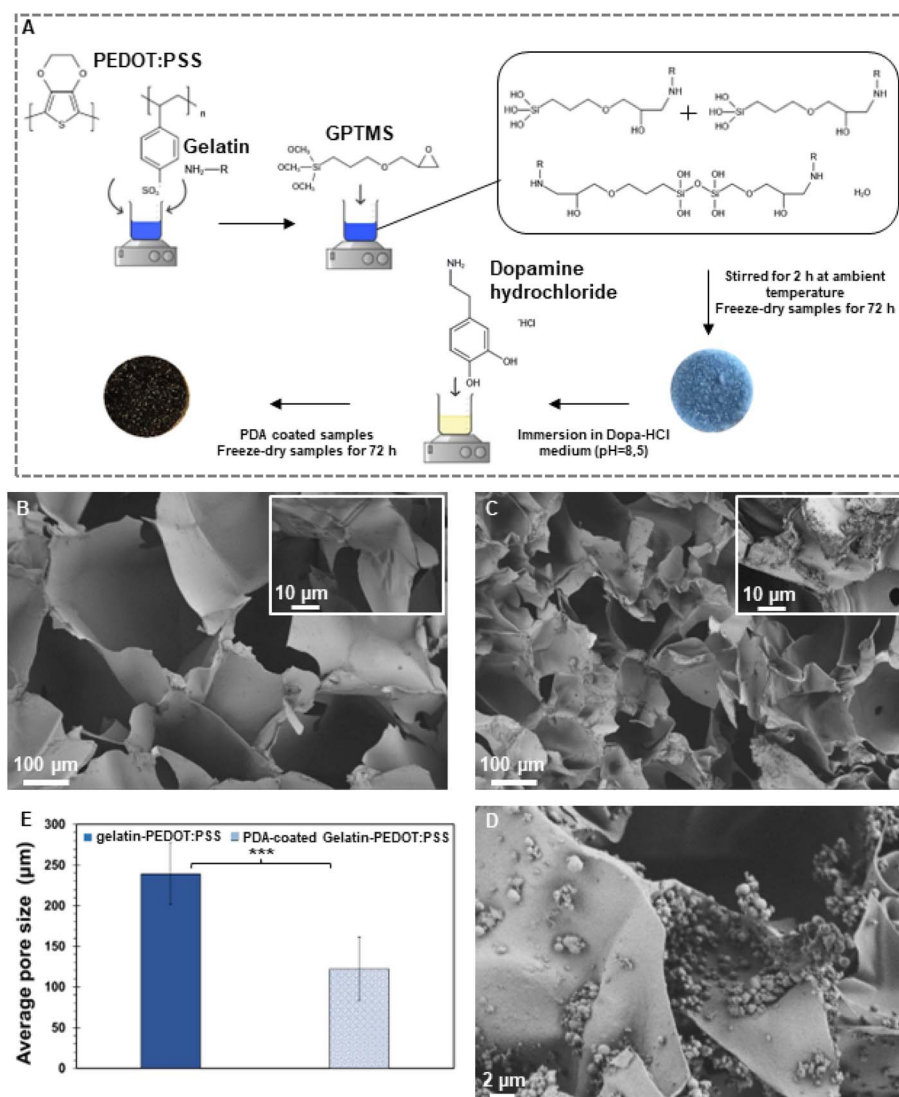 A
PEDOT:PSS
O
O
S
n
n
SO₃⁻
Gelatin
NH₂—R
GPTMS
OCH₃
OCH₃
OCH₃
Si
O
O
R
NH
HO
HO
HO
Si
O
HO
+
R
NH
HO
HO
HO
Si
O
HO
R
HN
OH
O
OH
OH
Si
O
Si
OH
OH
O
OH
R
NH
H₂O
Stirred for 2 h at ambient
temperature
Freeze-dry samples for 72 h
Dopamine
hydrochloride
NH₂
HCl
OH
OH
Immersion in Dopa-HCl
medium (pH=8,5)
PDA coated samples
Freeze-dry samples for 72 h
B
10 µm
100 µm
C
10 µm
100 µm
E
gelatin-PEDOT:PSS
PDA-coated Gelatin-PEDOT:PSS
***
Average pore size (µm)
300
250
200
150
100
50
0
D
2 µm